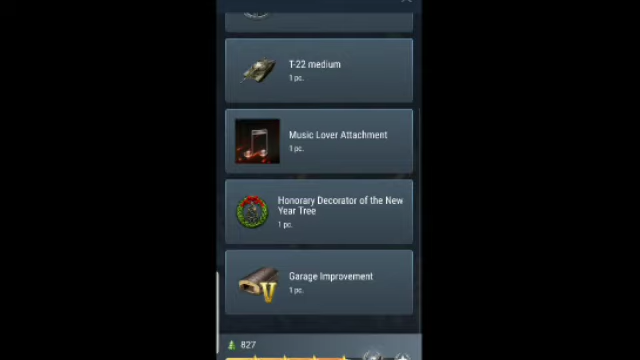 T-22 medium
1 pc.
Music Lover Attachment
1 pc.
Honorary Decorator of the New
Year Tree
1 pc.
V
Garage Improvement
1 pc.
827